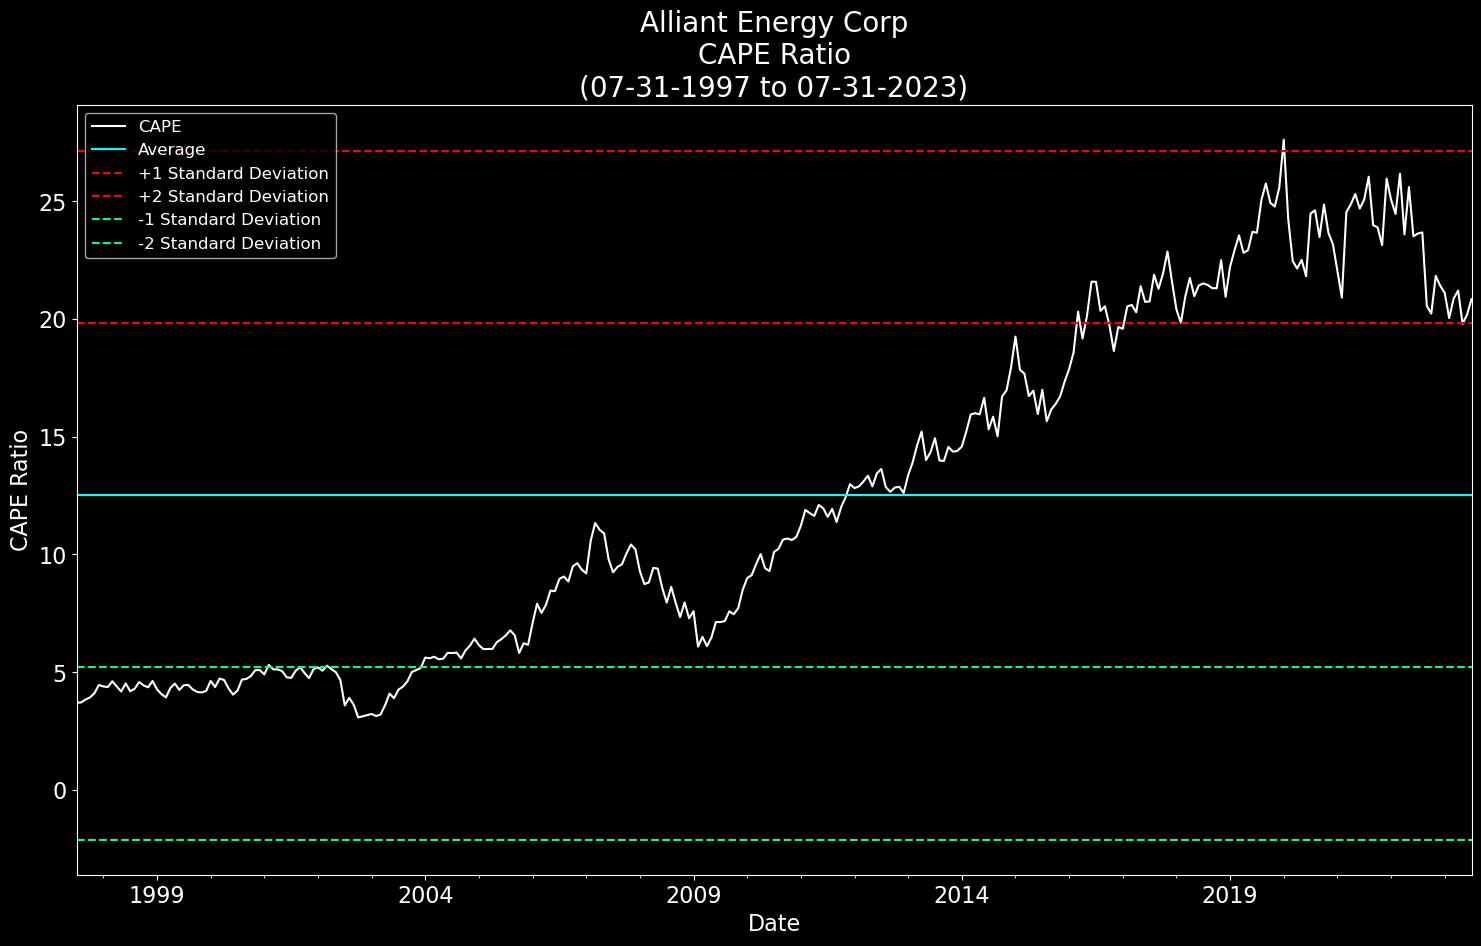 Alliant Energy Corp
CAPE Ratio
(07-31-1997 to 07-31-2023)
CAPE
Average
+1 Standard Deviation
+2 Standard Deviation
-1 Standard Deviation
-2 Standard Deviation
25
20
15
10
5
0
CAPE Ratio
1999
2004
2009
2014
2019
Date